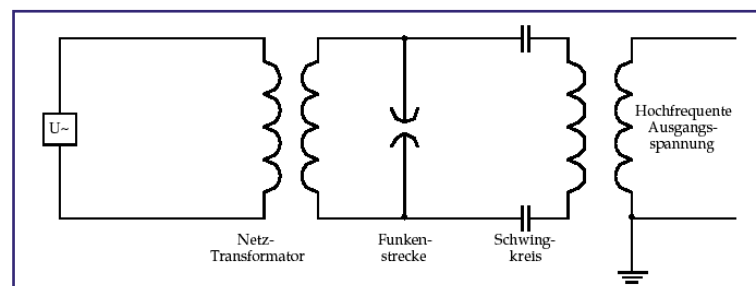 U~
Hochfrequente
Ausgangs-
spannung
Netz-
Transformator
Funken-
strecke
Schwing-
kreis